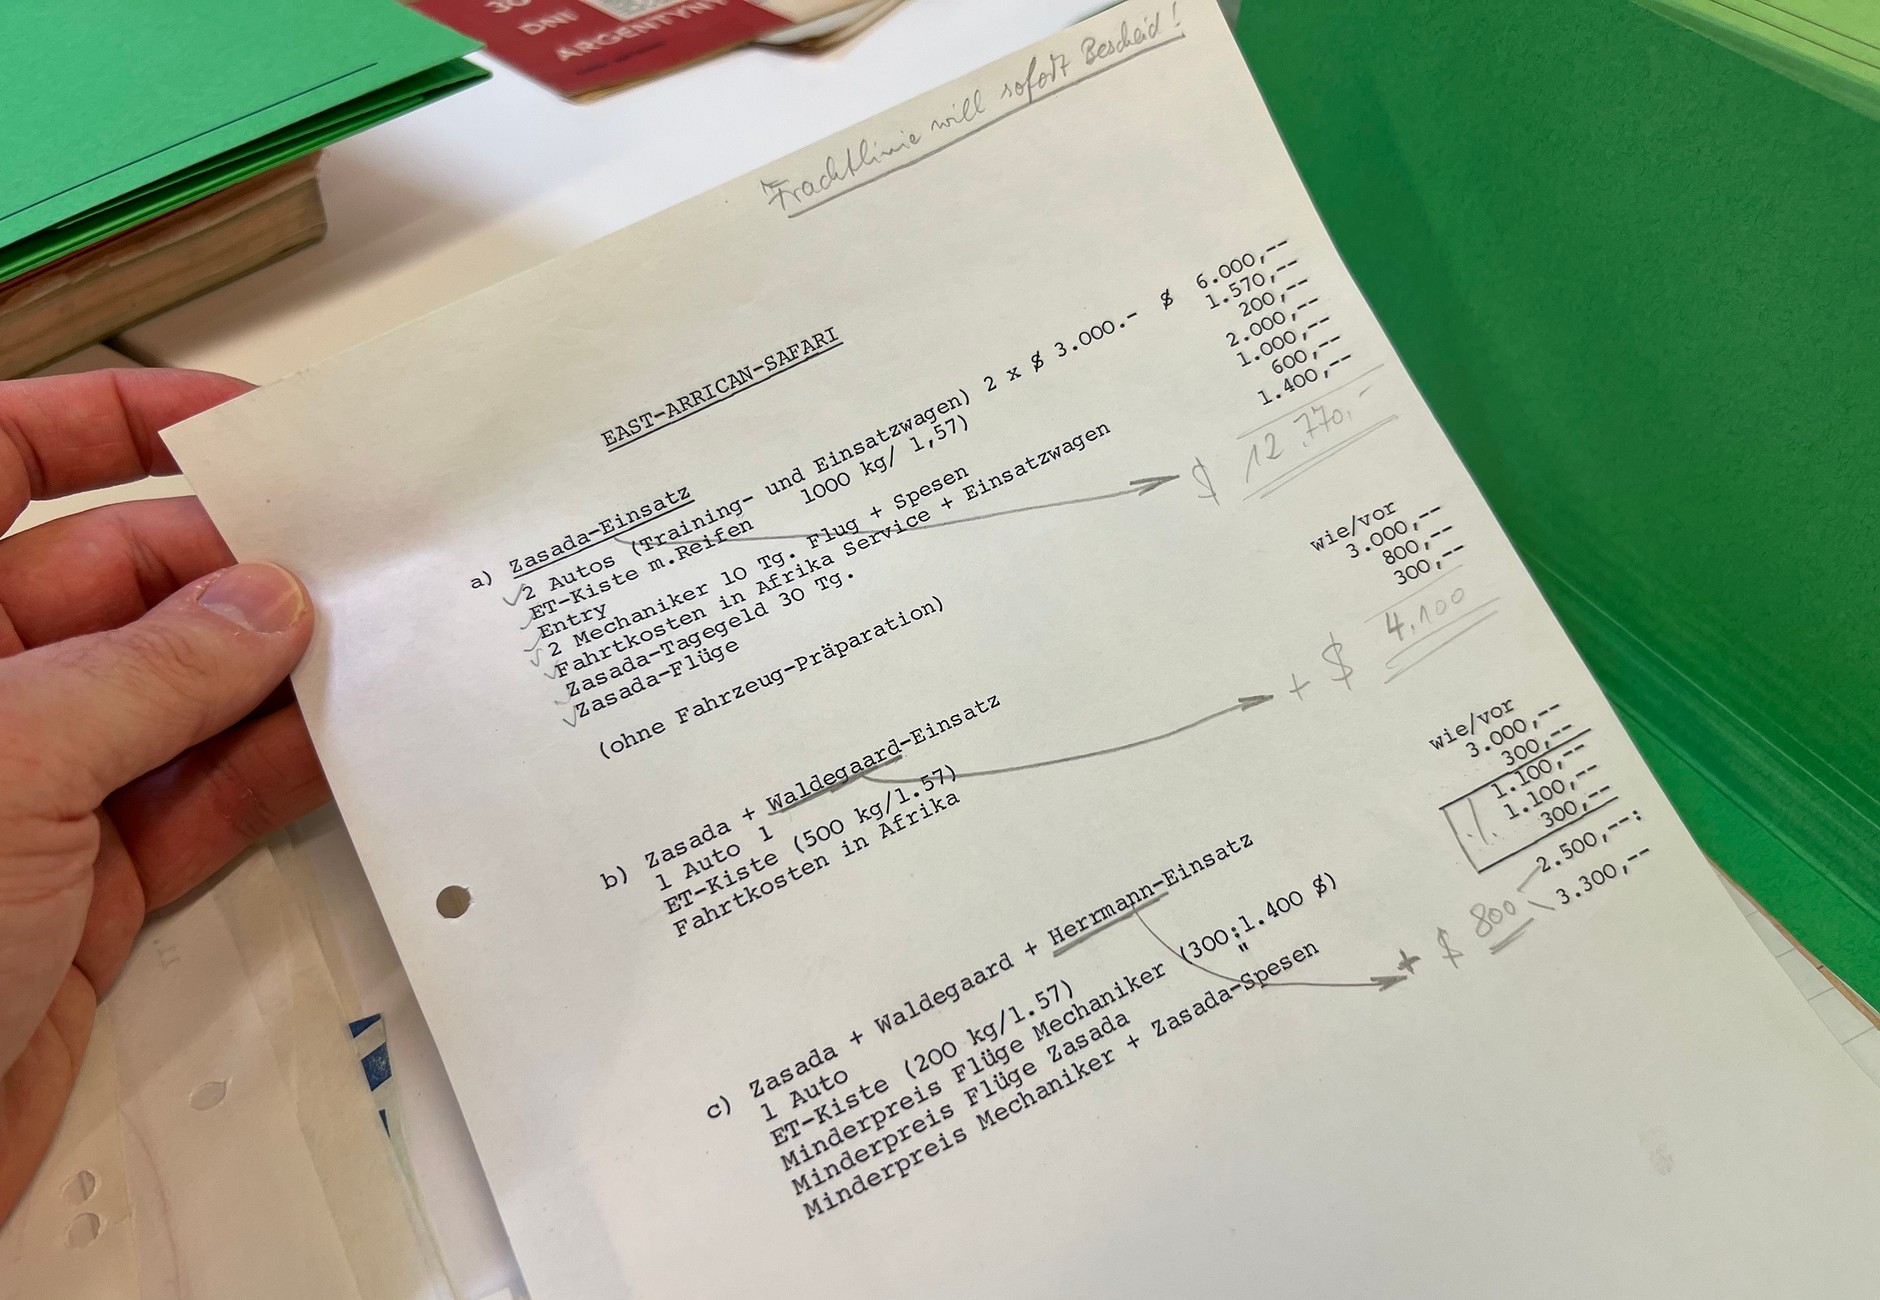 30
DNI
ARGENTYNY
Frachtlinie will sofort Bescheid!
EAST-ARRICAN-SAFARI
a) Zasada-Einsatz
2 Autos (Training- und Einsatzwagen) 2 x $ 3.000.- $ 6.000,--
ET-Kiste m.Reifen 1000 kg/ 1,57) 1.570,--
Entry 200,--
2 Mechaniker 10 Tg. Flug + Spesen 2.000,--
Fahrtkosten in Afrika Service + Einsatzwagen 1.000,--
Zasada-Tagegeld 30 Tg. 600,--
Zasada-Flüge 1.400,--
$ 12.770.-
(ohne Fahrzeug-Präparation)
b) Zasada + Waldegaard-Einsatz wie/vor
1 Auto 1 3.000,--
ET-Kiste (500 kg/1.57) 800,--
Fahrtkosten in Afrika 300,--
+ $ 4.100
c) Zasada + Waldegaard + Herrmann-Einsatz wie/vor
1 Auto 3.000,--
ET-Kiste (200 kg/1.57) 300,--
Minderpreis Flüge Mechaniker (300:1.400 $) 1.100,--
Minderpreis Flüge Zasada " 1.100,--
Minderpreis Mechaniker + Zasada-Spesen 300,--
./.
2.500,--:
+ $ 800
3.300,--